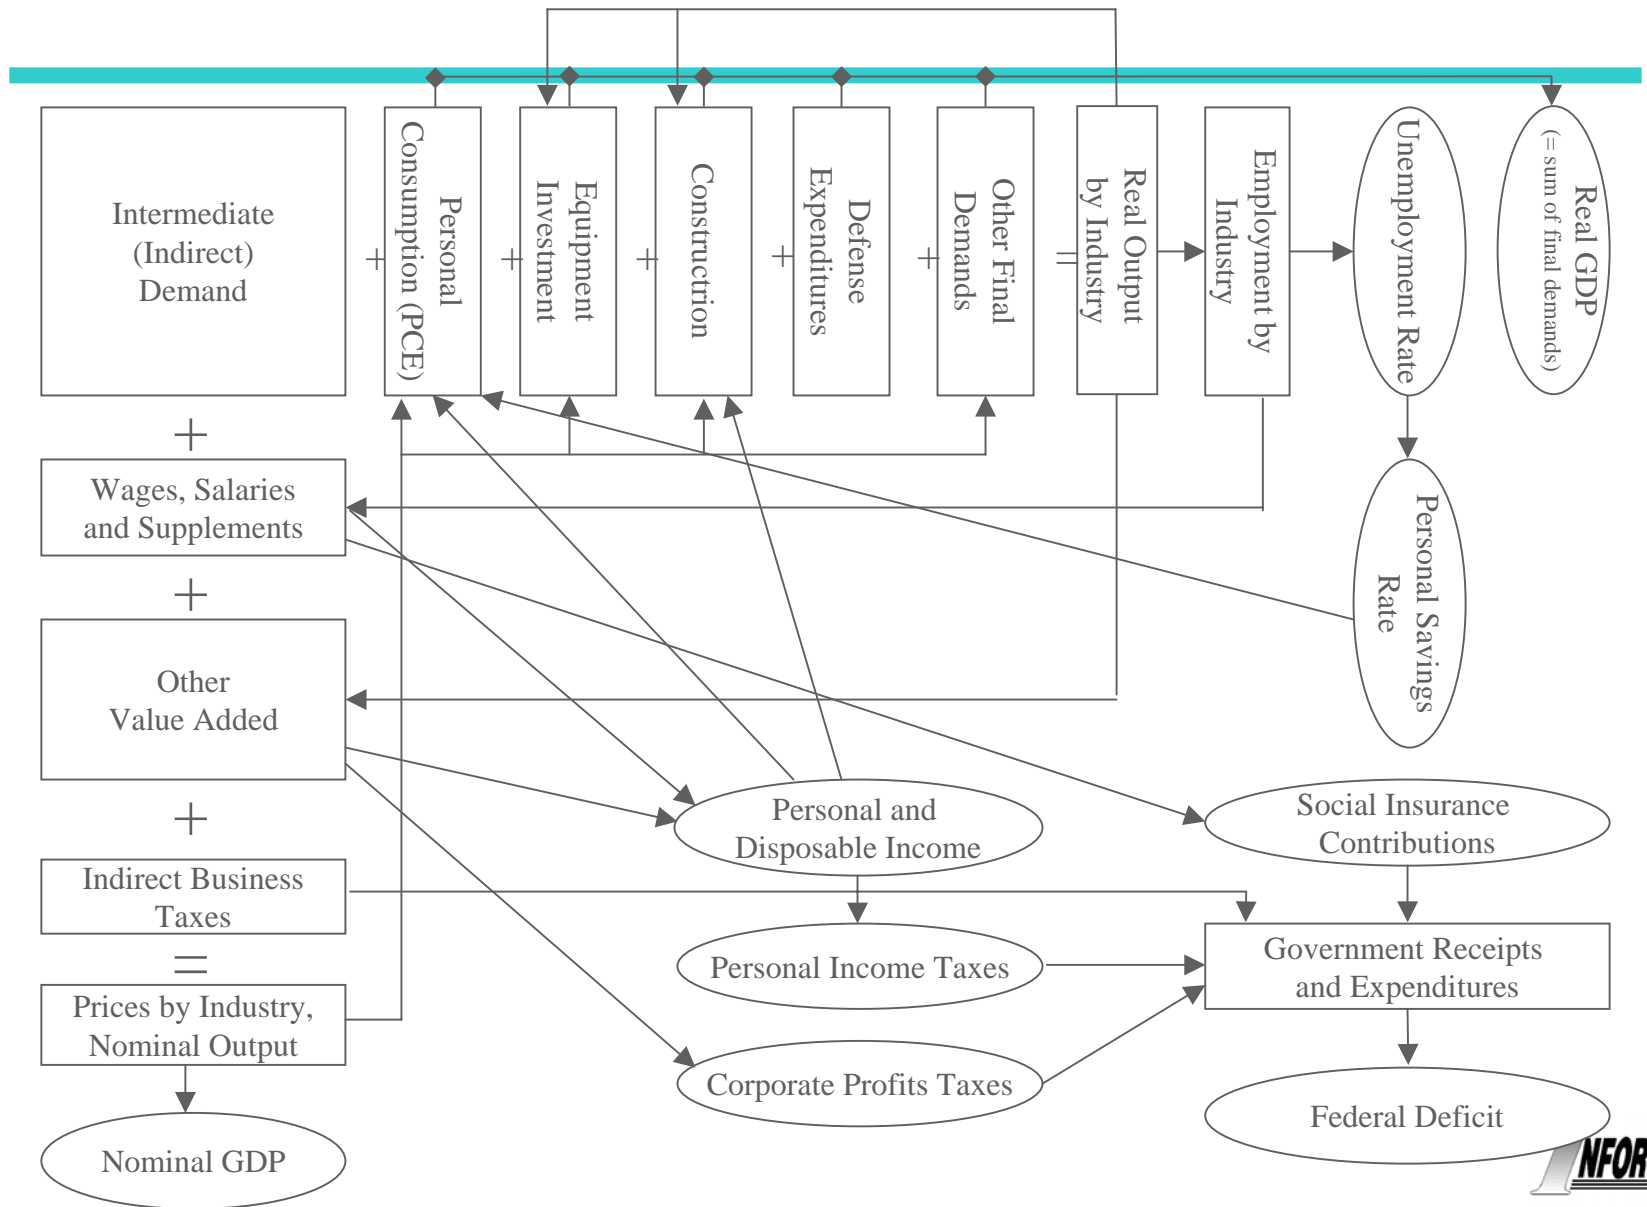 Intermediate
(Indirect)
Demand
+
Personal
Consumption (PCE)
+
Equipment
Investment
+
Constructrion
+
Defense
Expenditures
+
Other Final
Demands
=
Real Output
by Industry
Employment by
Industry
Unemployment Rate
Real GDP
(= sum of final demands)
+
Wages, Salaries
and Supplements
+
Other
Value Added
+
Indirect Business
Taxes
=
Prices by Industry,
Nominal Output
Nominal GDP
Personal Savings
Rate
Personal and
Disposable Income
Social Insurance
Contributions
Personal Income Taxes
Government Receipts
and Expenditures
Corporate Profits Taxes
Federal Deficit
INFOR